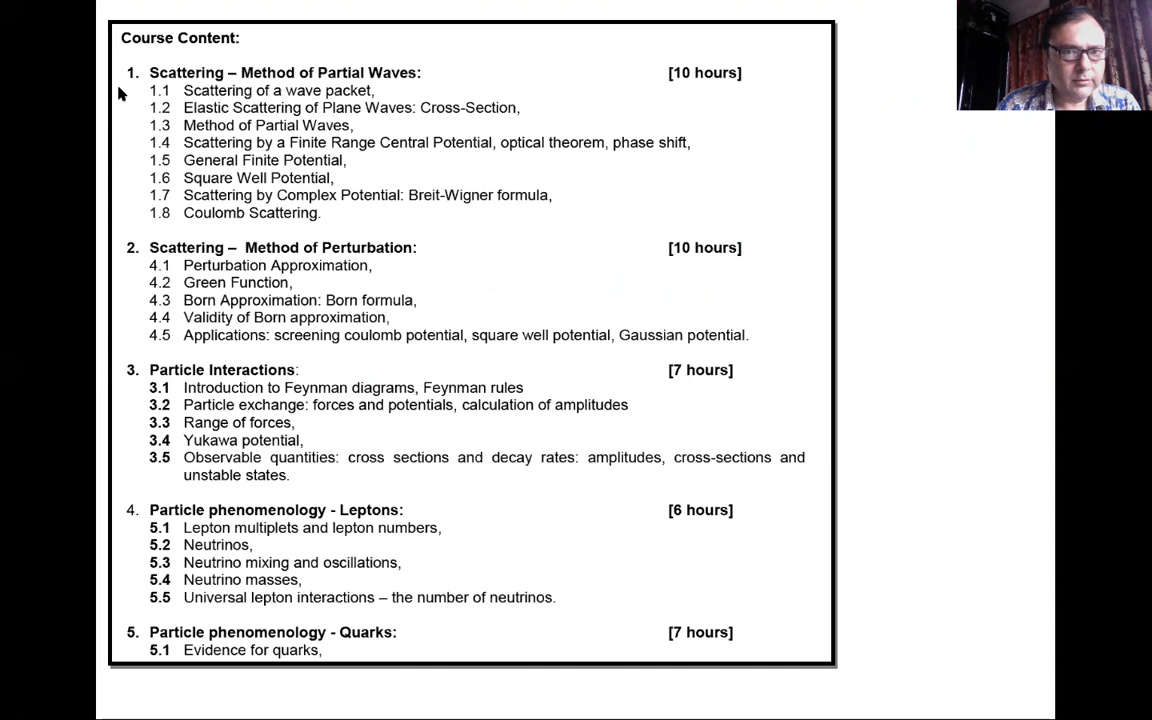 Course Content:
1. Scattering – Method of Partial Waves: [10 hours]
1.1 Scattering of a wave packet,
1.2 Elastic Scattering of Plane Waves: Cross-Section,
1.3 Method of Partial Waves,
1.4 Scattering by a Finite Range Central Potential, optical theorem, phase shift,
1.5 General Finite Potential,
1.6 Square Well Potential,
1.7 Scattering by Complex Potential: Breit-Wigner formula,
1.8 Coulomb Scattering.
2. Scattering – Method of Perturbation: [10 hours]
4.1 Perturbation Approximation,
4.2 Green Function,
4.3 Born Approximation: Born formula,
4.4 Validity of Born approximation,
4.5 Applications: screening coulomb potential, square well potential, Gaussian potential.
3. Particle Interactions: [7 hours]
3.1 Introduction to Feynman diagrams, Feynman rules
3.2 Particle exchange: forces and potentials, calculation of amplitudes
3.3 Range of forces,
3.4 Yukawa potential,
3.5 Observable quantities: cross sections and decay rates: amplitudes, cross-sections and
unstable states.
4. Particle phenomenology - Leptons: [6 hours]
5.1 Lepton multiplets and lepton numbers,
5.2 Neutrinos,
5.3 Neutrino mixing and oscillations,
5.4 Neutrino masses,
5.5 Universal lepton interactions – the number of neutrinos.
5. Particle phenomenology - Quarks: [7 hours]
5.1 Evidence for quarks,